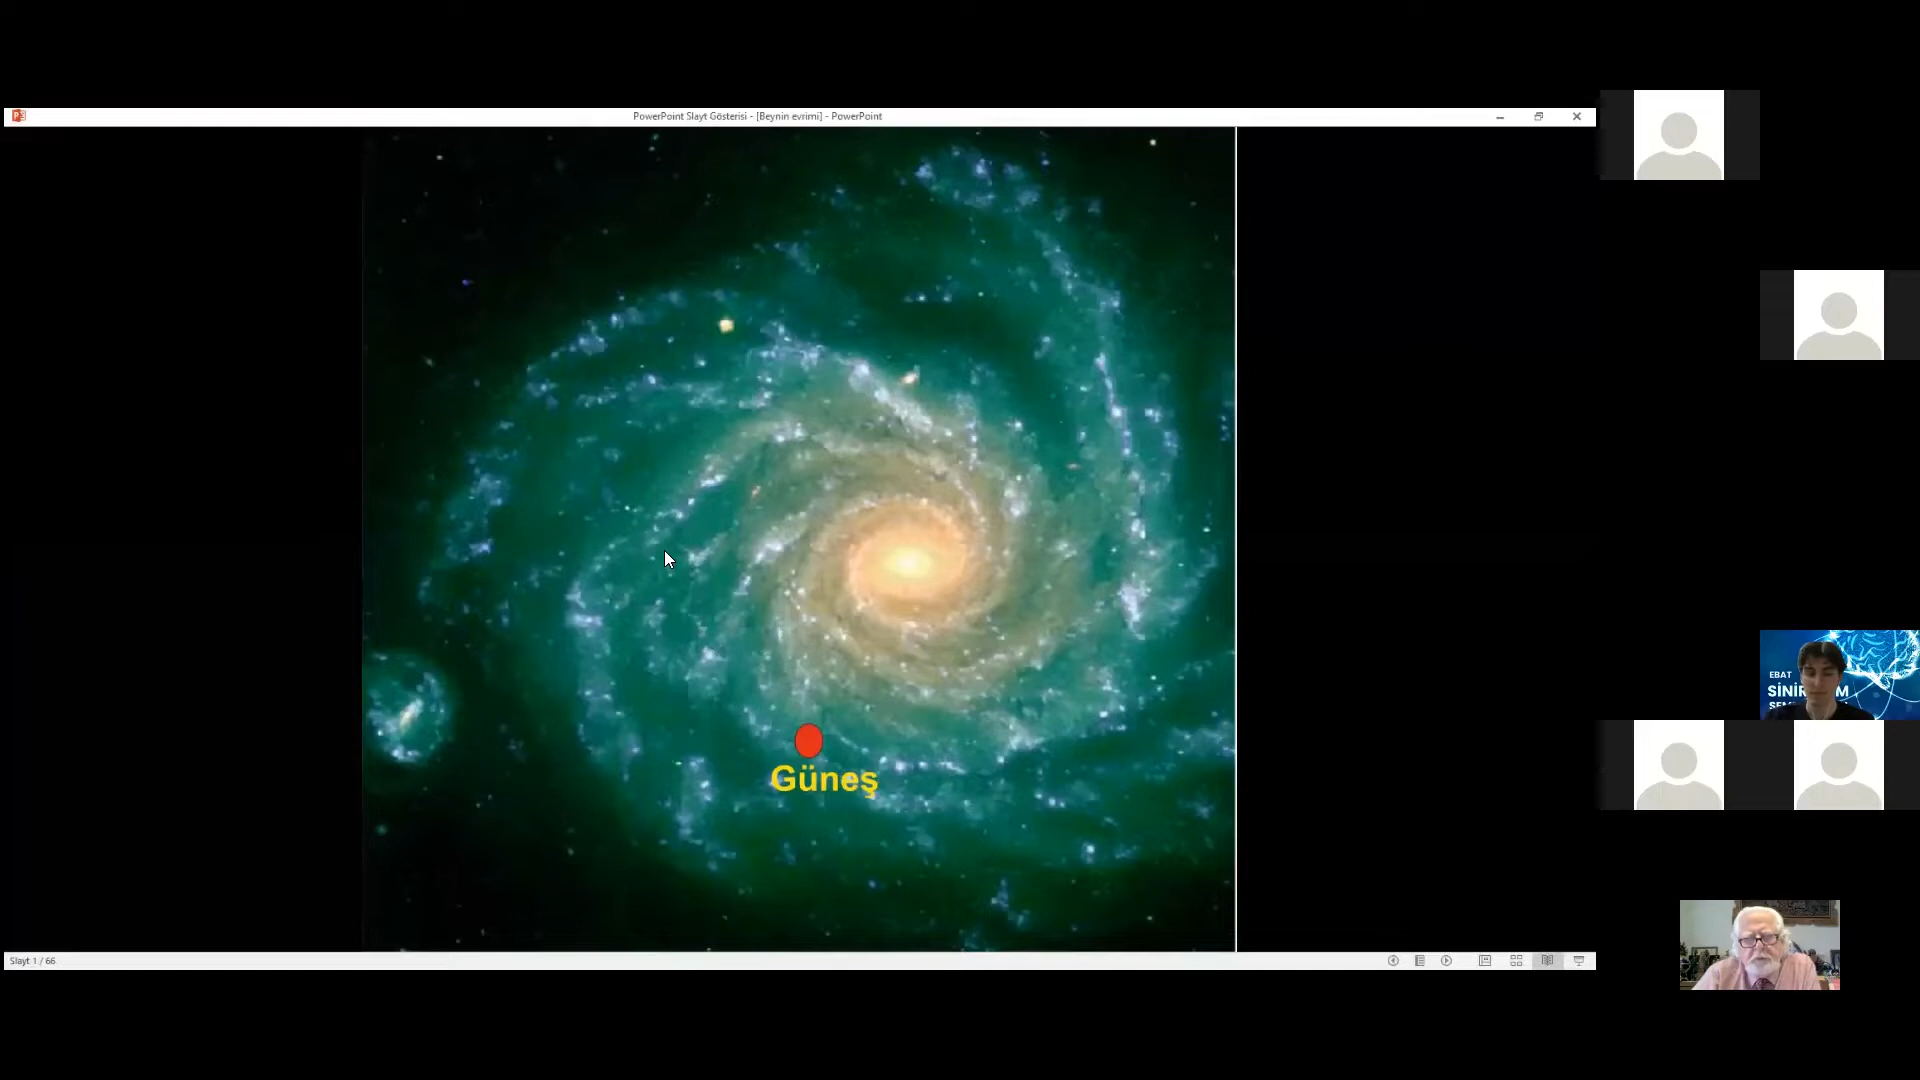 PowerPoint Slayt Gösterisi - [Beynin evrimi] - PowerPoint
Güneş
EBAT
Slayt 1 / 66